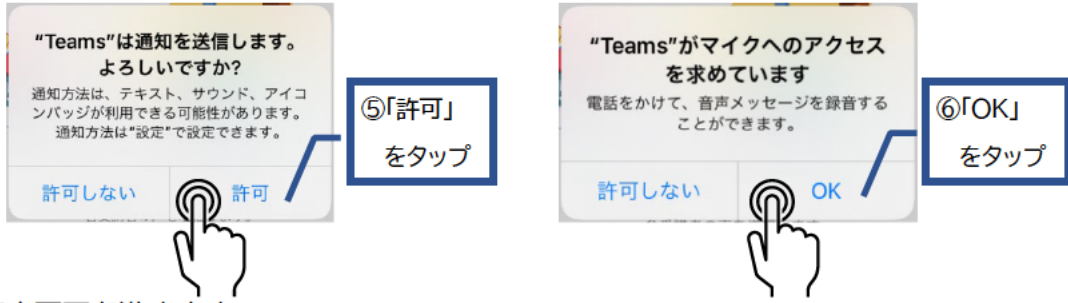 “Teams”は通知を送信します。
よろしいですか?
通知方法は、テキスト、サウンド、アイコ
ンバッジが利用できる可能性があります。
通知方法は“設定”で設定できます。
許可しない
許可
⑤「許可」
をタップ
“Teams”がマイクへのアクセス
を求めています
電話をかけて、音声メッセージを録音する
ことができます。
許可しない
OK
⑥「OK」
をタップ